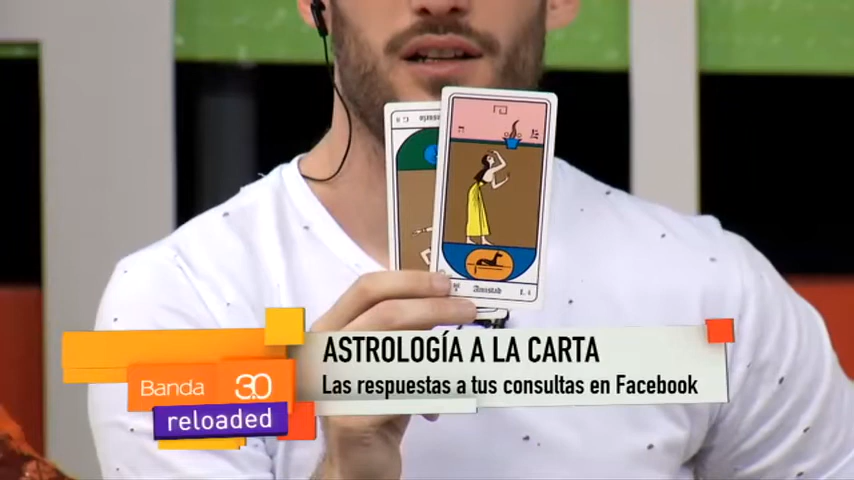 Amistad
ASTROLOGÍA A LA CARTA
Las respuestas a tus consultas en Facebook
Banda 3.0
reloaded